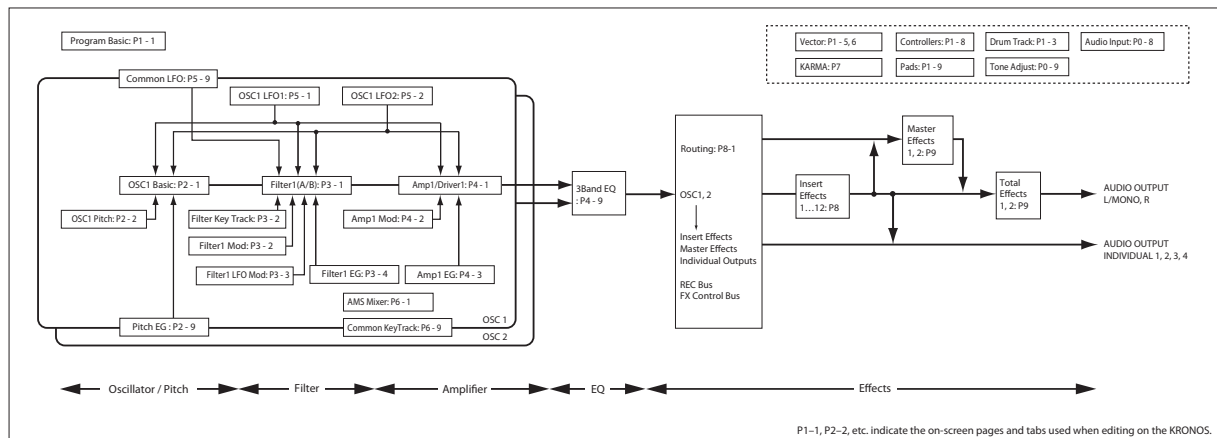 Program Basic: P1 - 1
Vector: P1 - 5, 6
Controllers: P1 - 8
Drum Track: P1 - 3
Audio Input: P0 - 8
KARMA: P7
Pads: P1 - 9
Tone Adjust: P0 - 9
Common LFO: P5 - 9
OSC1 LFO1: P5 - 1
OSC1 LFO2: P5 - 2
OSC1 Basic: P2 - 1
Filter1(A/B): P3 - 1
Amp1/Driver1: P4 - 1
OSC1 Pitch: P2 - 2
Filter Key Track: P3 - 2
Amp1 Mod: P4 - 2
Filter1 Mod: P3 - 2
Filter1 LFO Mod: P3 - 3
Filter1 EG: P3 - 4
Amp1 EG: P4 - 3
AMS Mixer: P6 - 1
Pitch EG : P2 - 9
Common KeyTrack: P6 - 9
OSC 1
OSC 2
3Band EQ
: P4 - 9
Routing: P8-1
OSC1, 2
Insert Effects
Master Effects
Individual Outputs
REC Bus
FX Control Bus
Insert
Effects
1…12: P8
Master
Effects
1, 2: P9
Total
Effects
1, 2: P9
AUDIO OUTPUT
L/MONO, R
AUDIO OUTPUT
INDIVIDUAL 1, 2, 3, 4
Oscillator / Pitch
Filter
Amplifier
EQ
Effects
P1–1, P2–2, etc. indicate the on-screen pages and tabs used when editing on the KRONOS.